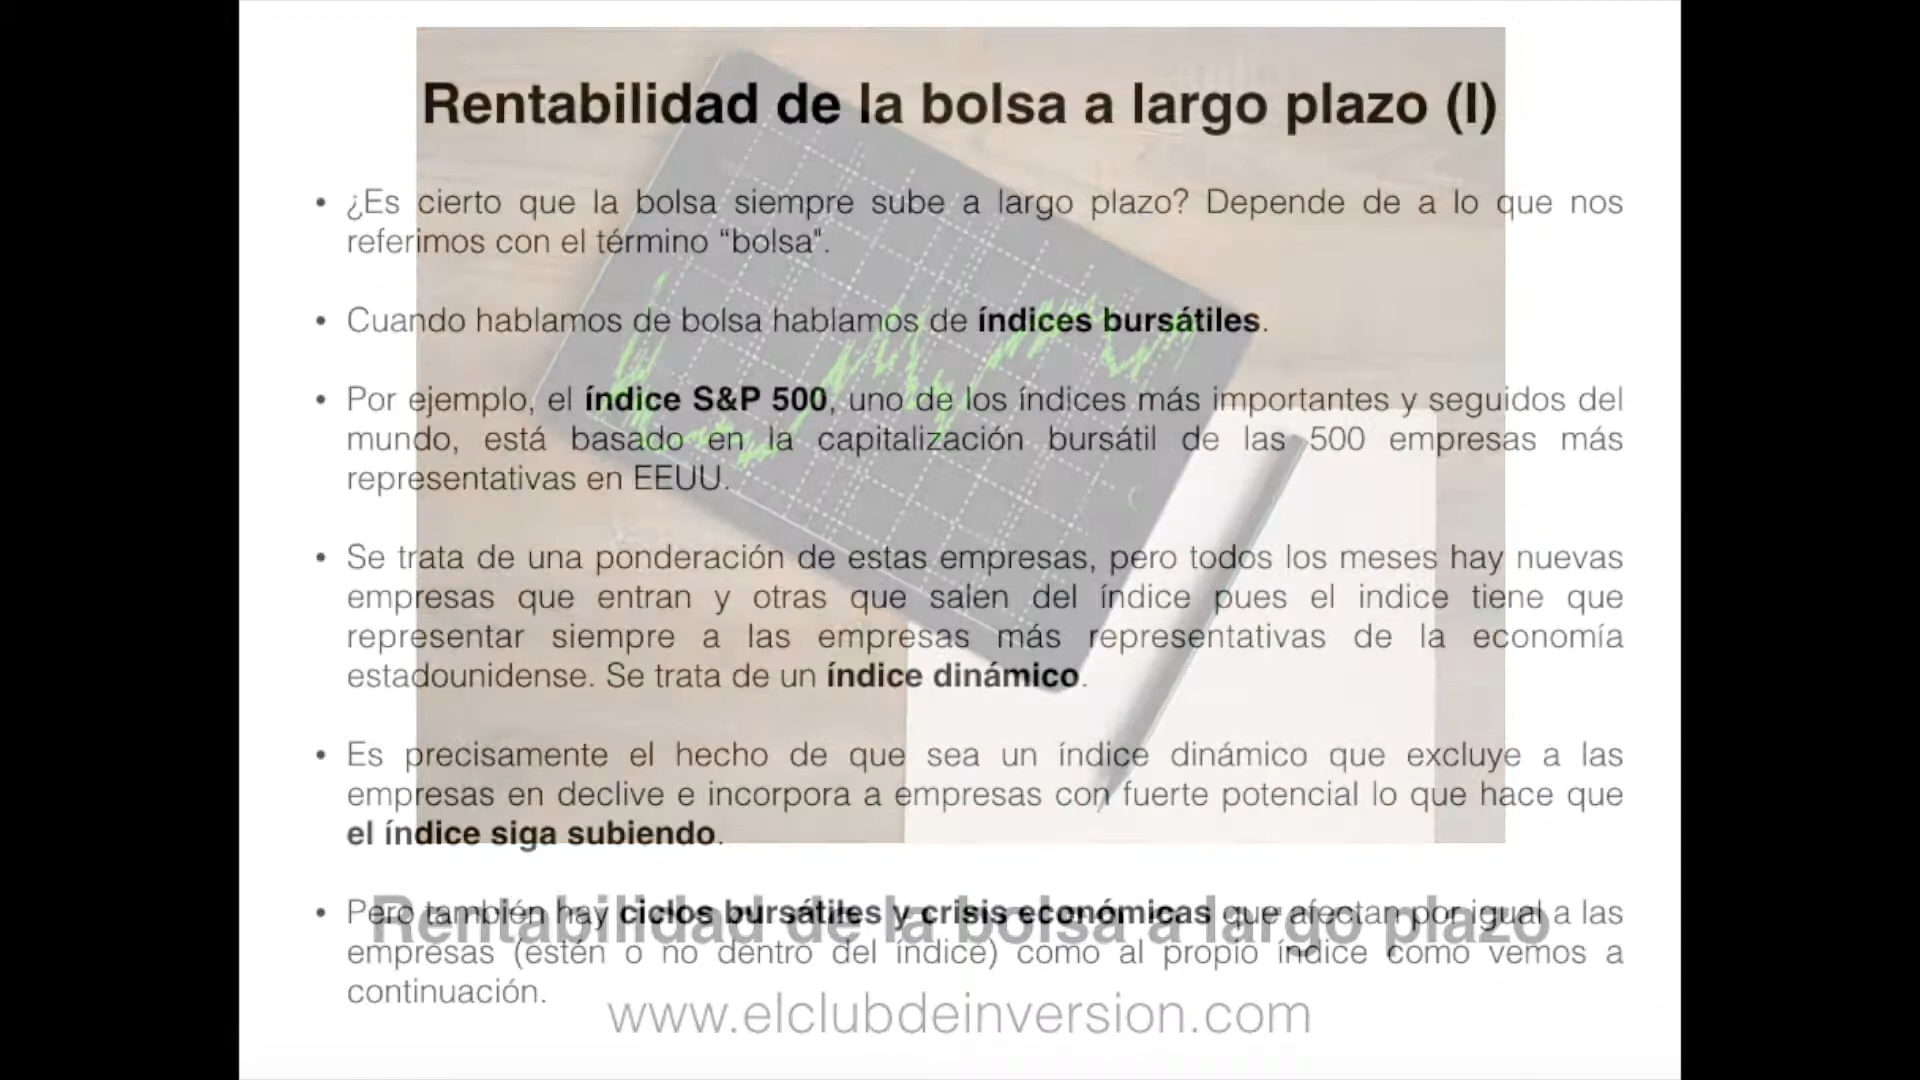 Rentabilidad de la bolsa a largo plazo (I)
• ¿Es cierto que la bolsa siempre sube a largo plazo? Depende de a lo que nos
referimos con el término “bolsa".
• Cuando hablamos de bolsa hablamos de índices bursátiles.
• Por ejemplo, el índice S&P 500, uno de los índices más importantes y seguidos del
mundo, está basado en la capitalización bursátil de las 500 empresas más
representativas en EEUU.
• Se trata de una ponderación de estas empresas, pero todos los meses hay nuevas
empresas que entran y otras que salen del índice pues el indice tiene que
representar siempre a las empresas más representativas de la economía
estadounidense. Se trata de un índice dinámico.
• Es precisamente el hecho de que sea un índice dinámico que excluye a las
empresas en declive e incorpora a empresas con fuerte potencial lo que hace que
el índice siga subiendo.
• Pero también hay ciclos bursátiles y crisis económicas que afectan por igual a las
empresas (estén o no dentro del índice) como al propio índice como vemos a
continuación.
Rentabilidad de la bolsa a largo plazo
www.elclubdeinversion.com